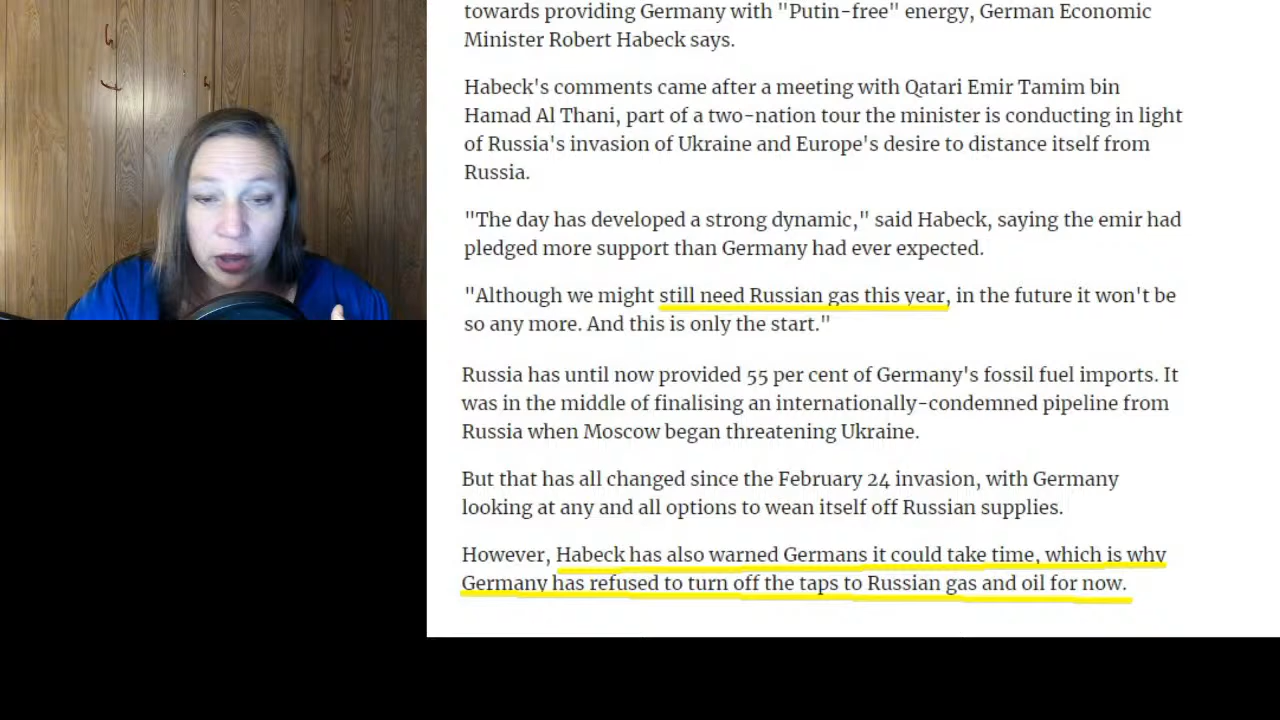 towards providing Germany with "Putin-free" energy, German Economic
Minister Robert Habeck says.
Habeck's comments came after a meeting with Qatari Emir Tamim bin
Hamad Al Thani, part of a two-nation tour the minister is conducting in light
of Russia's invasion of Ukraine and Europe's desire to distance itself from
Russia.
"The day has developed a strong dynamic," said Habeck, saying the emir had
pledged more support than Germany had ever expected.
"Although we might still need Russian gas this year, in the future it won't be
so any more. And this is only the start."
Russia has until now provided 55 per cent of Germany's fossil fuel imports. It
was in the middle of finalising an internationally-condemned pipeline from
Russia when Moscow began threatening Ukraine.
But that has all changed since the February 24 invasion, with Germany
looking at any and all options to wean itself off Russian supplies.
However, Habeck has also warned Germans it could take time, which is why
Germany has refused to turn off the taps to Russian gas and oil for now.